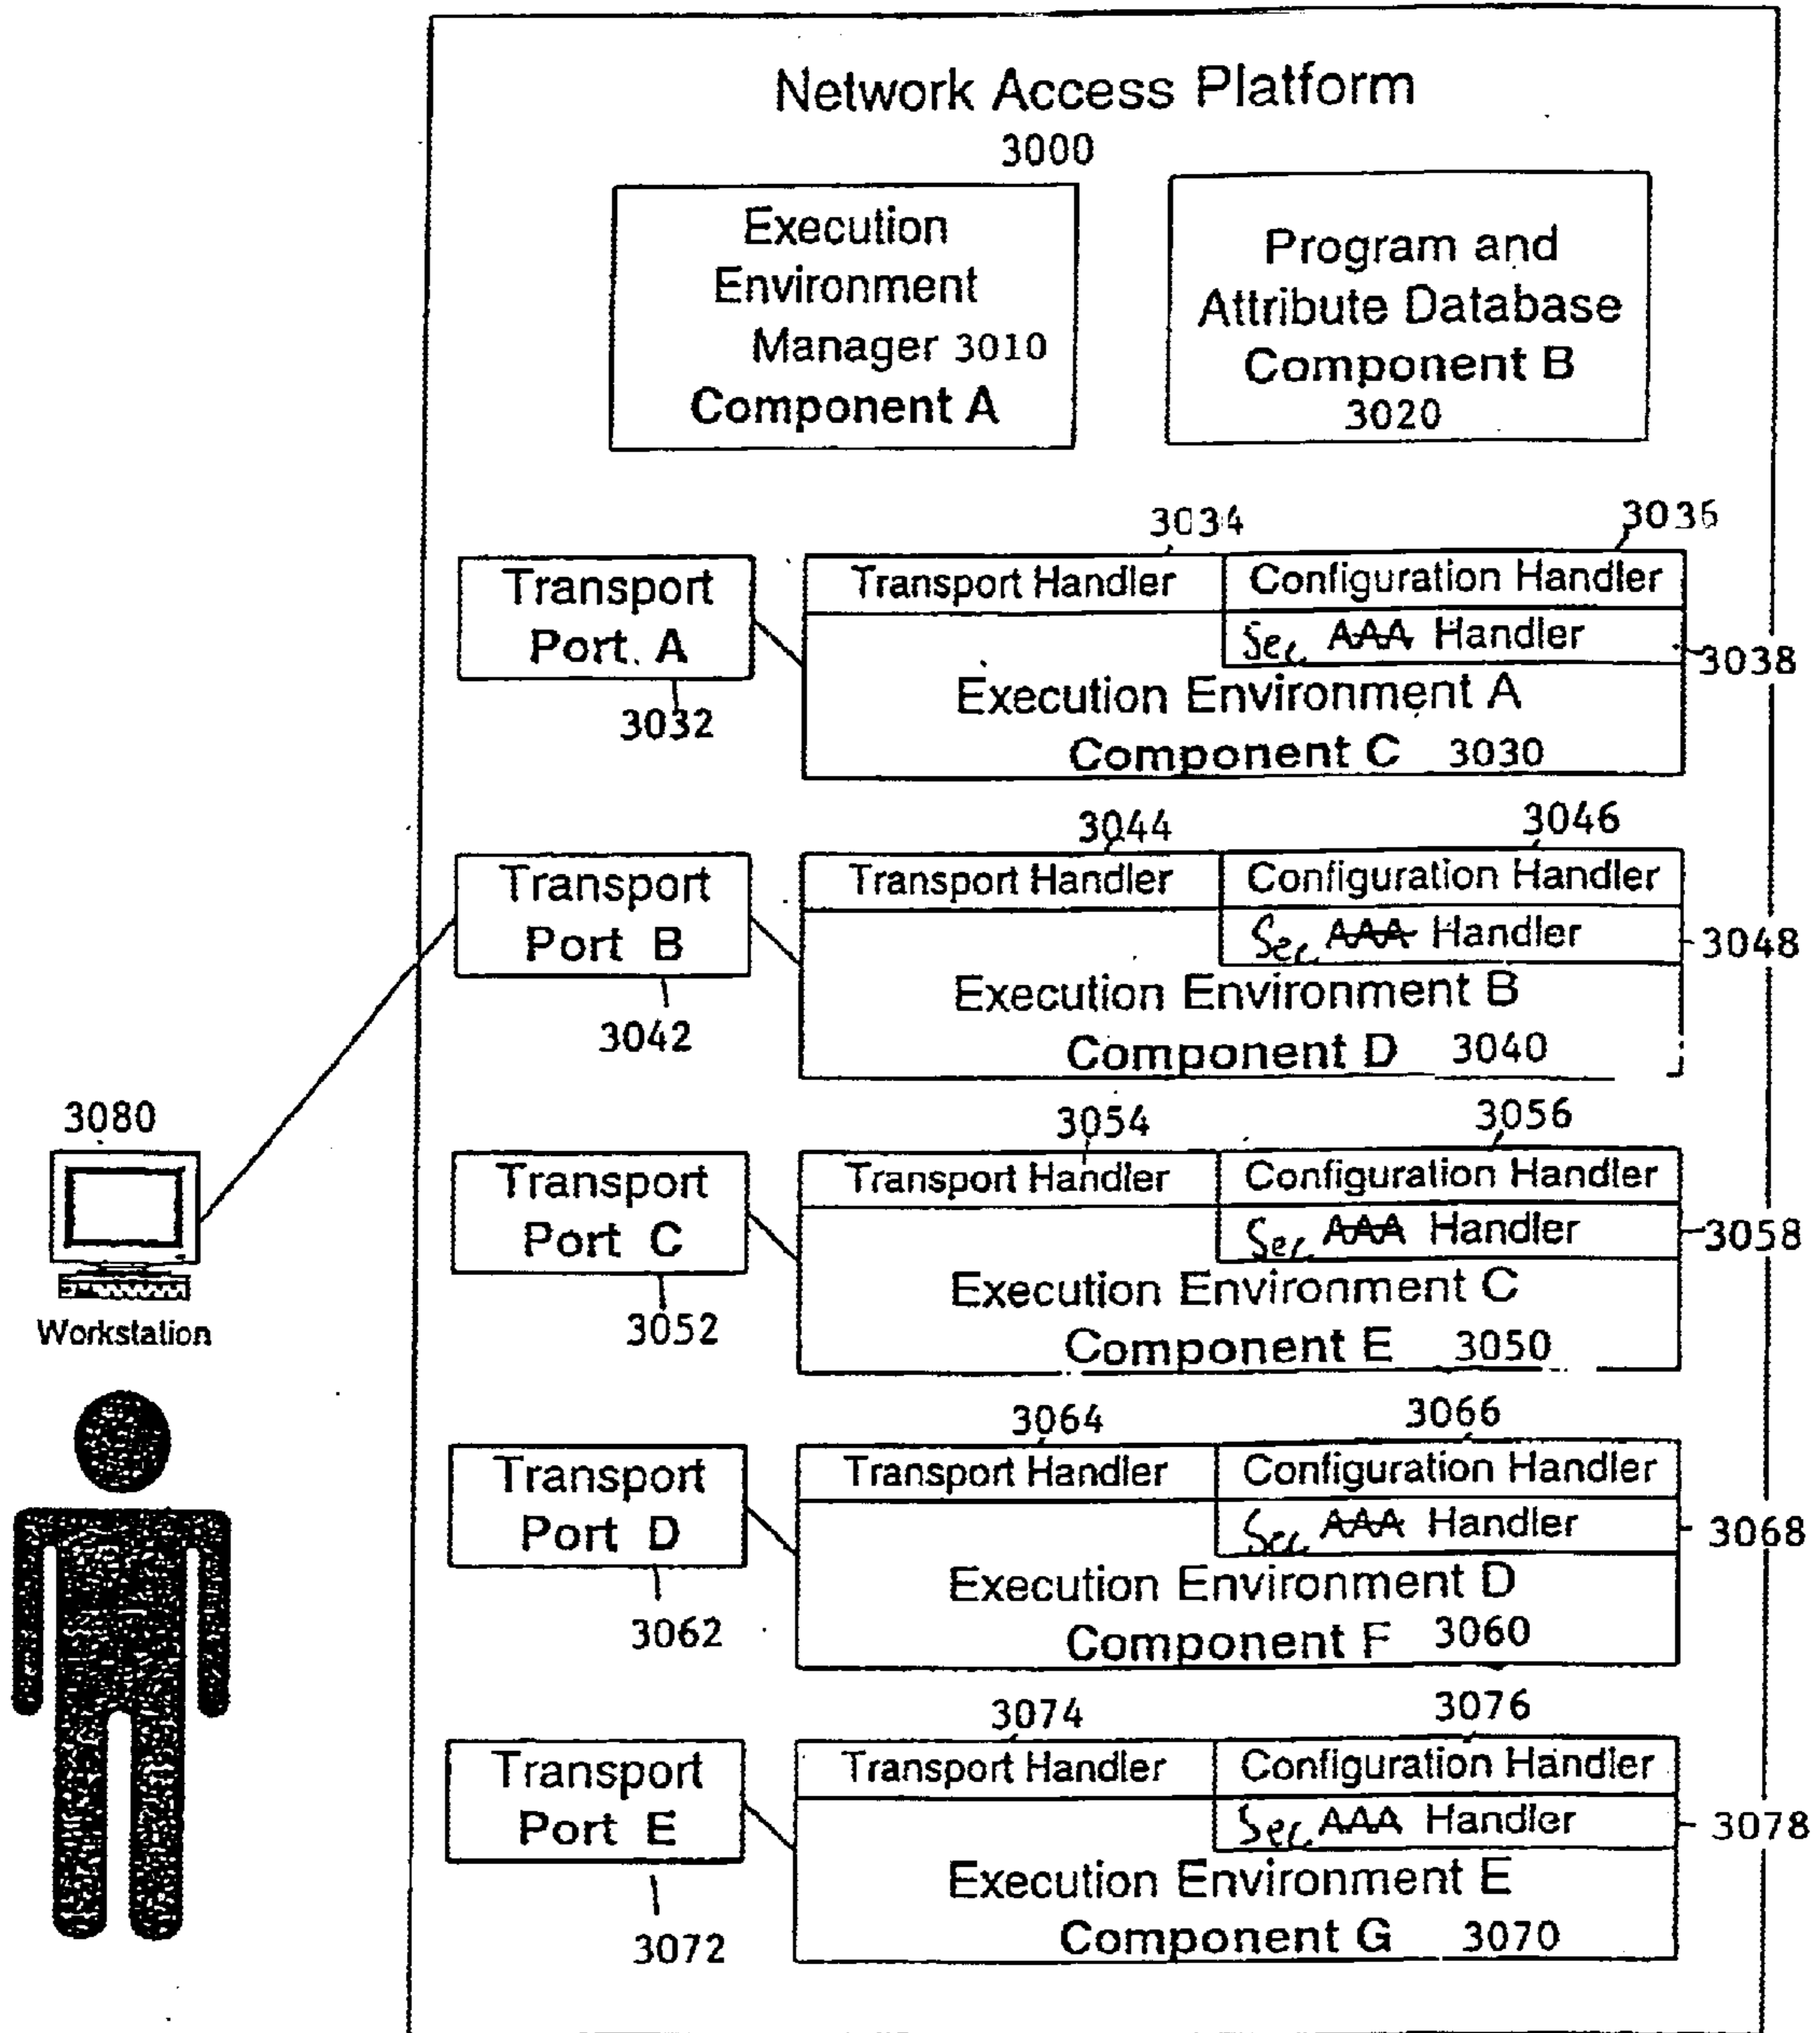 Network Access Platform
3000
Execution
Environment
Manager 3010
Component A
Program and
Attribute Database
Component B
3020
3034
3036
Transport
Port A
3032
Transport Handler
Configuration Handler
Sec AAA Handler
3038
Execution Environment A
Component C 3030
3044
3046
Transport
Port B
3042
Transport Handler
Configuration Handler
Sec AAA Handler
3048
Execution Environment B
Component D 3040
3080
Workstation
3054
3056
Transport
Port C
3052
Transport Handler
Configuration Handler
Sec AAA Handler
3058
Execution Environment C
Component E 3050
3064
3066
Transport
Port D
3062
Transport Handler
Configuration Handler
Sec AAA Handler
3068
Execution Environment D
Component F 3060
3074
3076
Transport
Port E
3072
Transport Handler
Configuration Handler
Sec AAA Handler
3078
Execution Environment E
Component G 3070